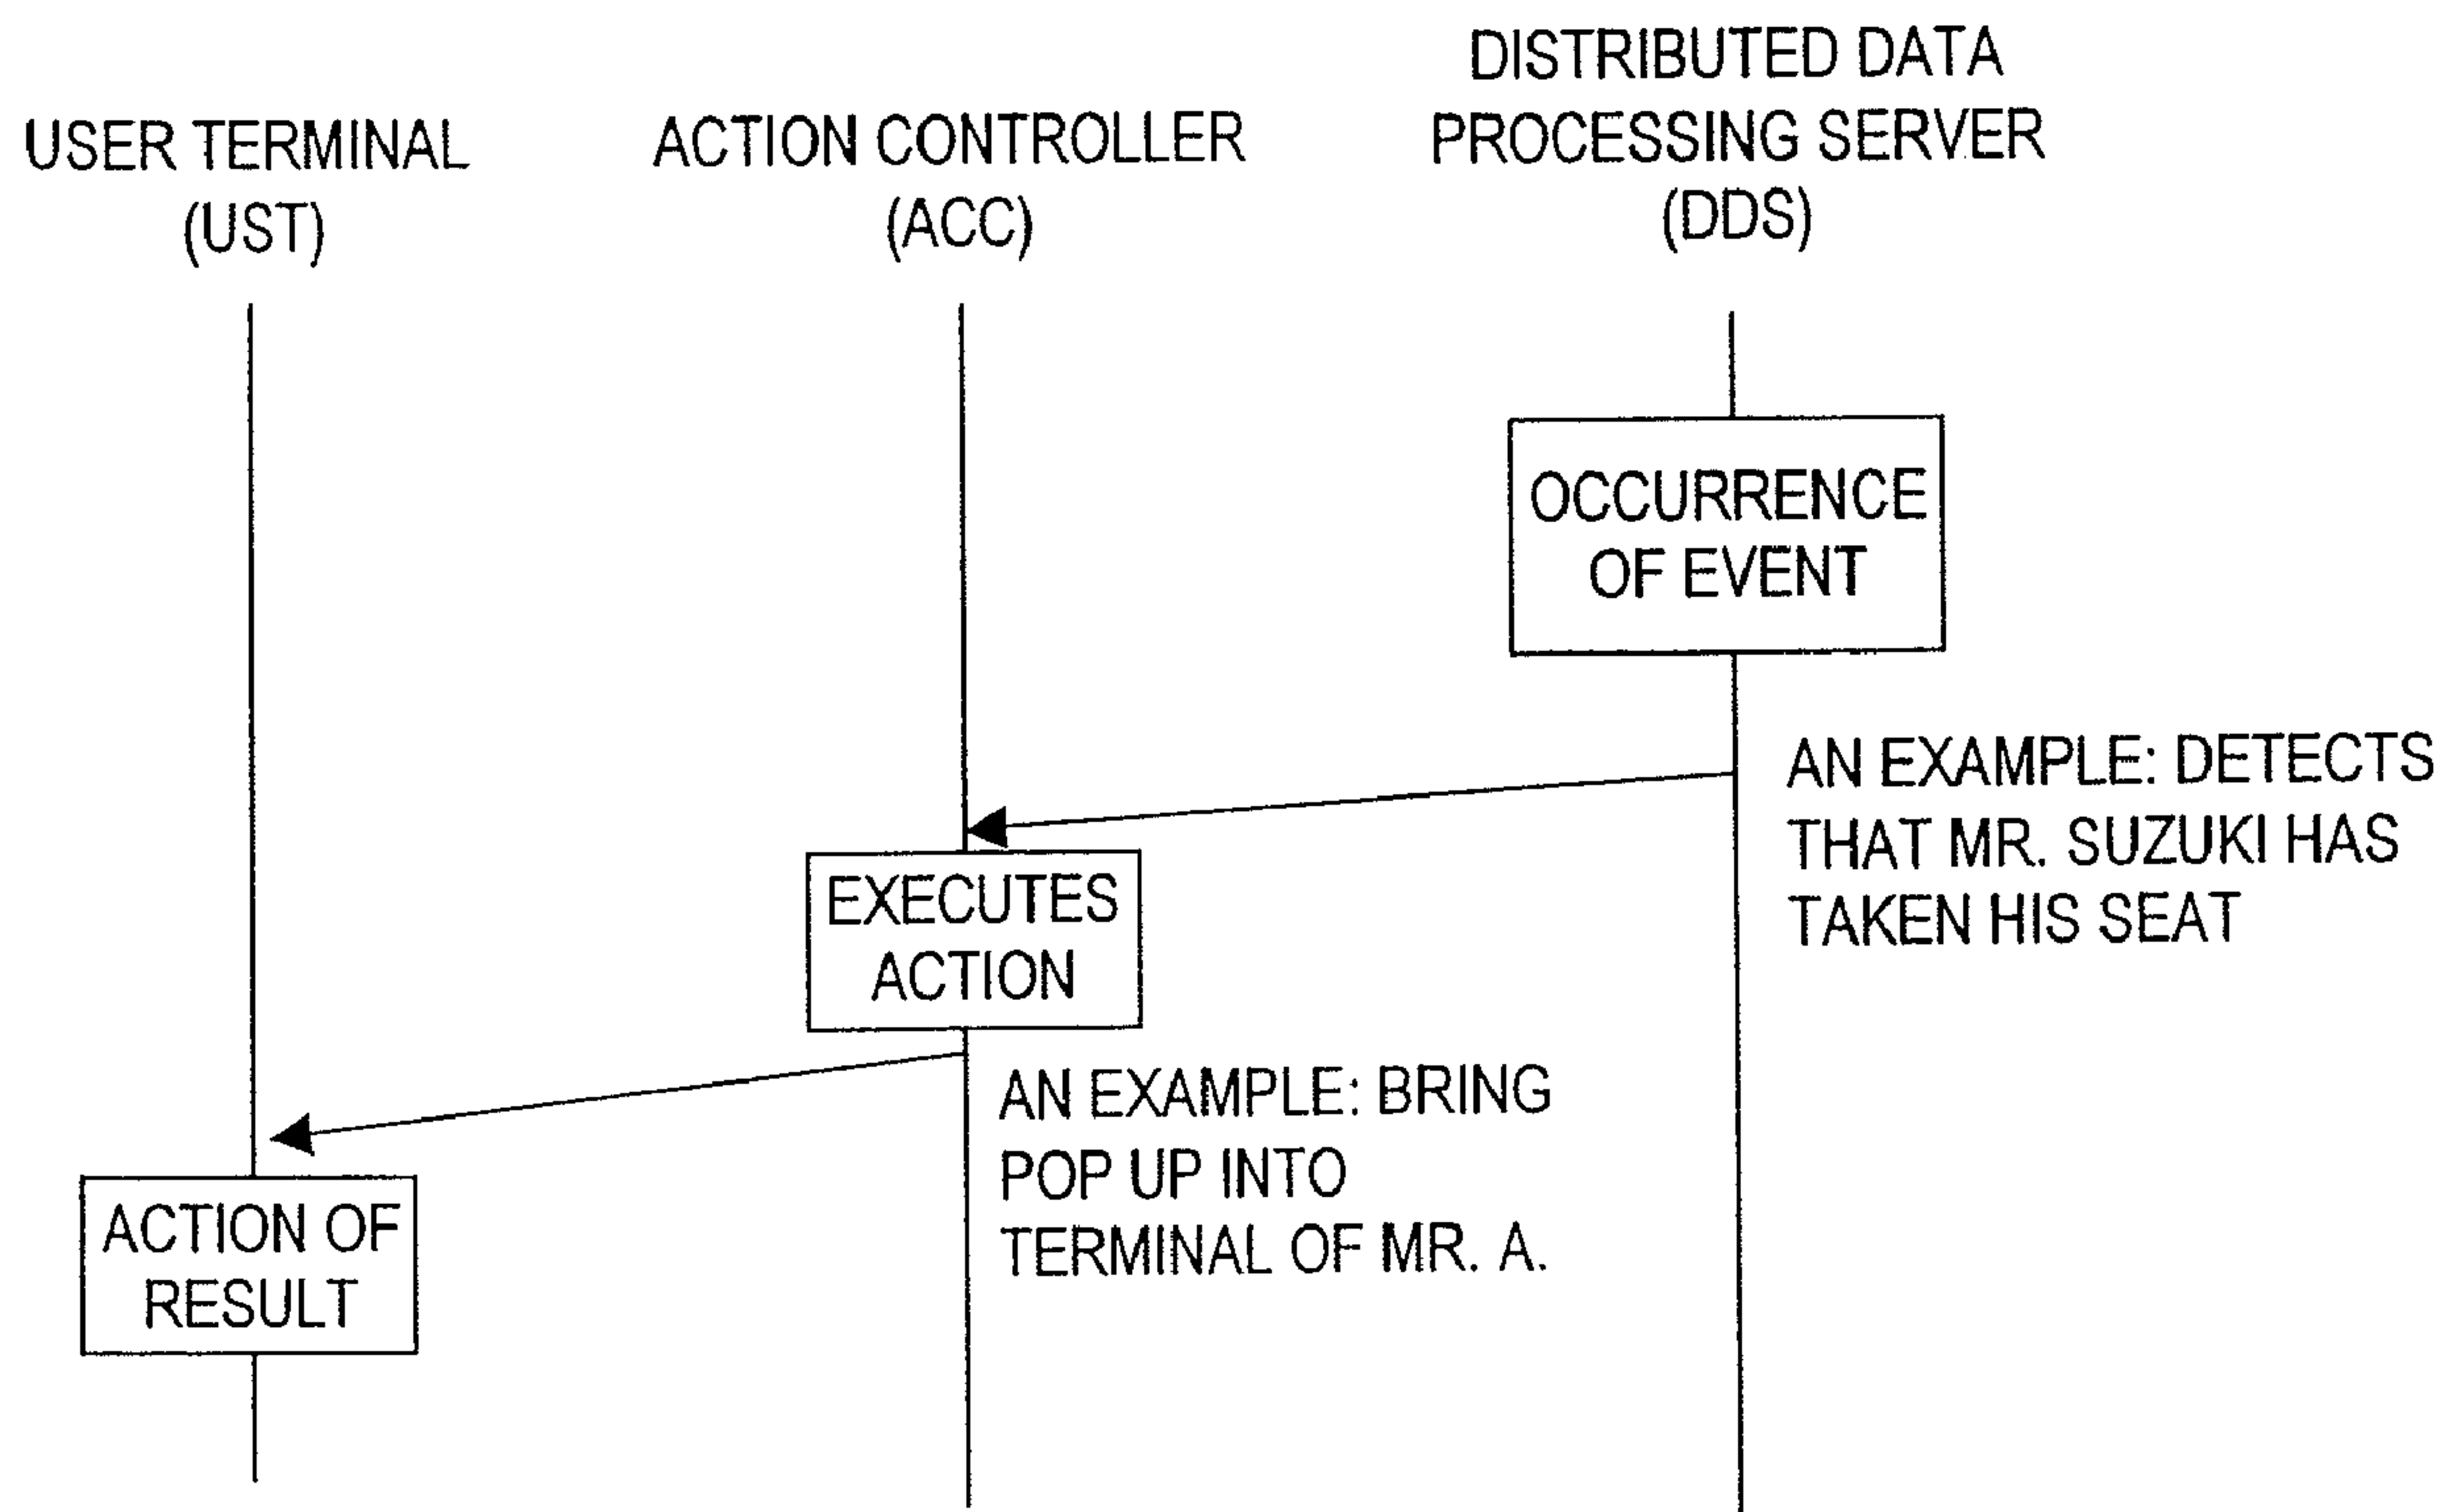 USER TERMINAL
(UST)
ACTION CONTROLLER
(ACC)
DISTRIBUTED DATA
PROCESSING SERVER
(DDS)
OCCURRENCE
OF EVENT
AN EXAMPLE: DETECTS
THAT MR. SUZUKI HAS
TAKEN HIS SEAT
EXECUTES
ACTION
AN EXAMPLE: BRING
POP UP INTO
TERMINAL OF MR. A.
ACTION OF
RESULT